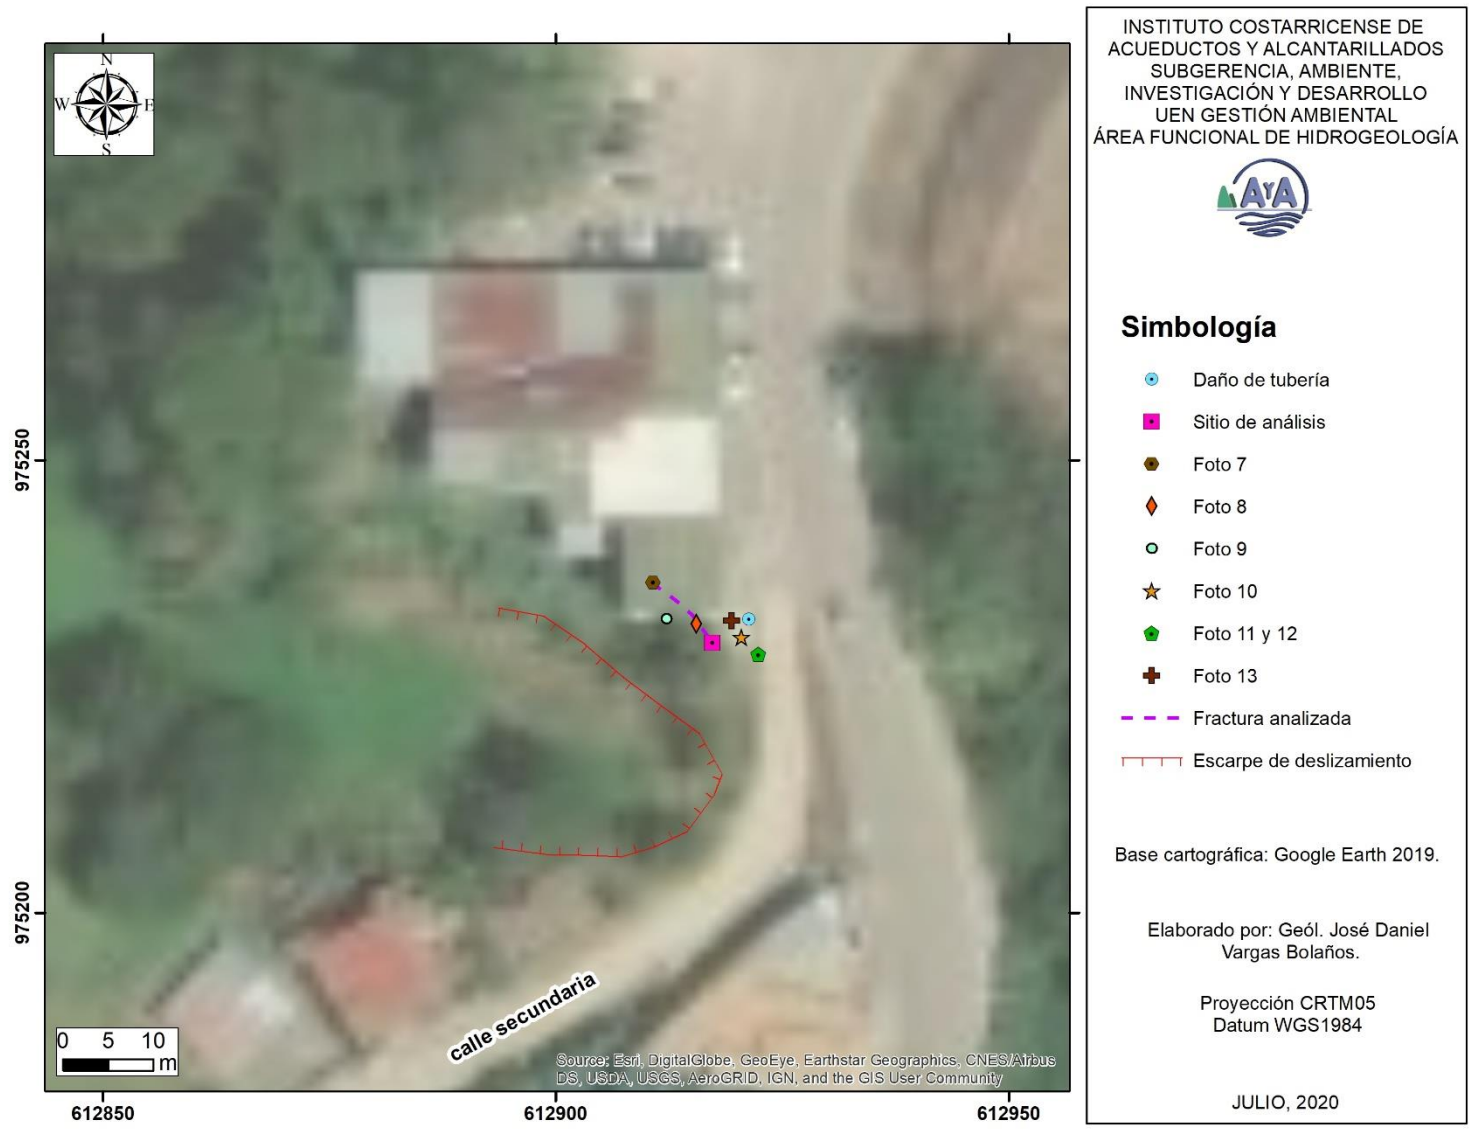 N
W E
S
975250
975200
612850
612900
612950
calle secundaria
0 5 10
m
Source: Esri, DigitalGlobe, GeoEye, Earthstar Geographics, CNES/Airbus
DS, USDA, USGS, AeroGRID, IGN, and the GIS User Community
INSTITUTO COSTARRICENSE DE
ACUEDUCTOS Y ALCANTARILLADOS
SUBGERENCIA, AMBIENTE,
INVESTIGACIÓN Y DESARROLLO
UEN GESTIÓN AMBIENTAL
ÁREA FUNCIONAL DE HIDROGEOLOGÍA
AYA
Simbología
Daño de tubería
Sitio de análisis
Foto 7
Foto 8
Foto 9
Foto 10
Foto 11 y 12
Foto 13
Fractura analizada
Escarpe de deslizamiento
Base cartográfica: Google Earth 2019.
Elaborado por: Geól. José Daniel
Vargas Bolaños.
Proyección CRTM05
Datum WGS1984
JULIO, 2020